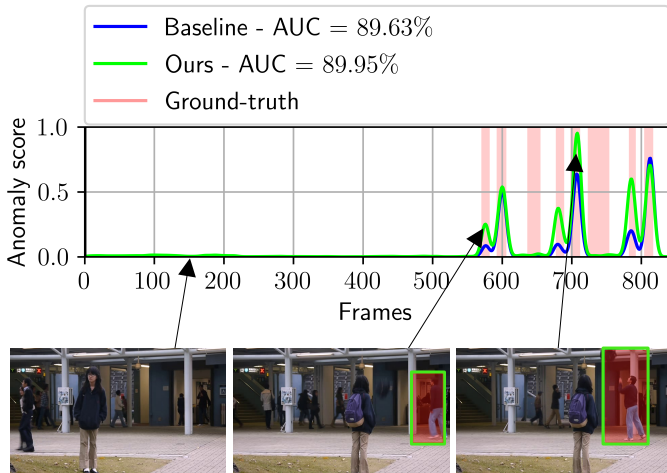 Baseline - AUC = 89.63%
Ours - AUC = 89.95%
Ground-truth
1.0
0.5
0.0
Anomaly score
0 100 200 300 400 500 600 700 800
Frames